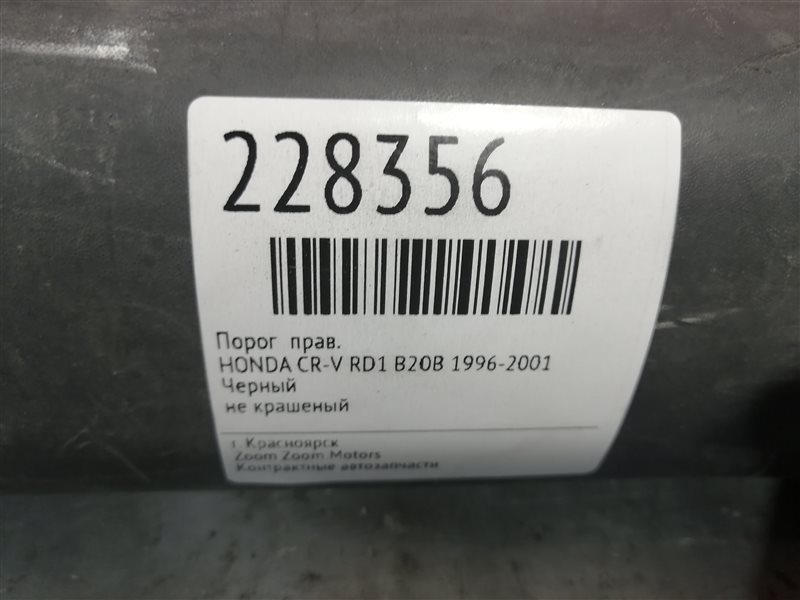 228356
Порог прав.
HONDA CR-V RD1 B20B 1996-2001
Черный
не крашеный
г. Красноярск
Zoom Zoom Motors
Контрактные автозапчасти